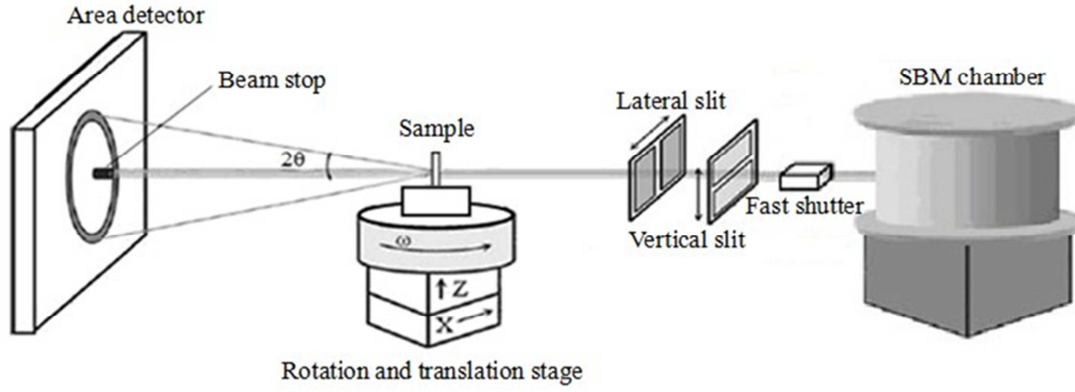 Area detector
Beam stop
SBM chamber
Lateral slit
Sample
2θ
Fast shutter
Vertical slit
ω
Z
X
Rotation and translation stage